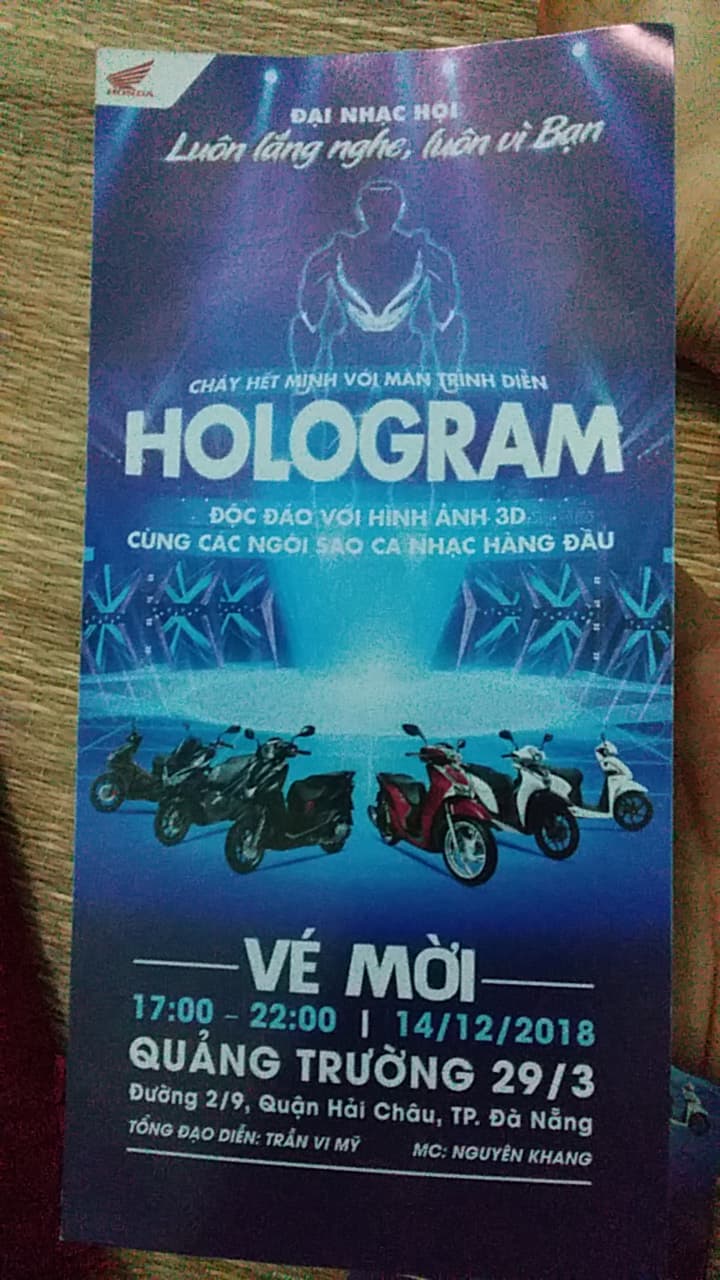 HONDA
ĐẠI NHẠC HỘI
Luôn lắng nghe, luôn vì Bạn
CHÁY HẾT MÌNH VỚI MÀN TRÌNH DIỄN
HOLOGRAM
ĐỘC ĐÁO VỚI HÌNH ẢNH 3D
CÙNG CÁC NGÔI SAO CA NHẠC HÀNG ĐẦU
VÉ MỜI
17:00 - 22:00 | 14/12/2018
QUẢNG TRƯỜNG 29/3
Đường 2/9, Quận Hải Châu, TP. Đà Nẵng
TỔNG ĐẠO DIỄN: TRẦN VI MỸ MC: NGUYÊN KHANG